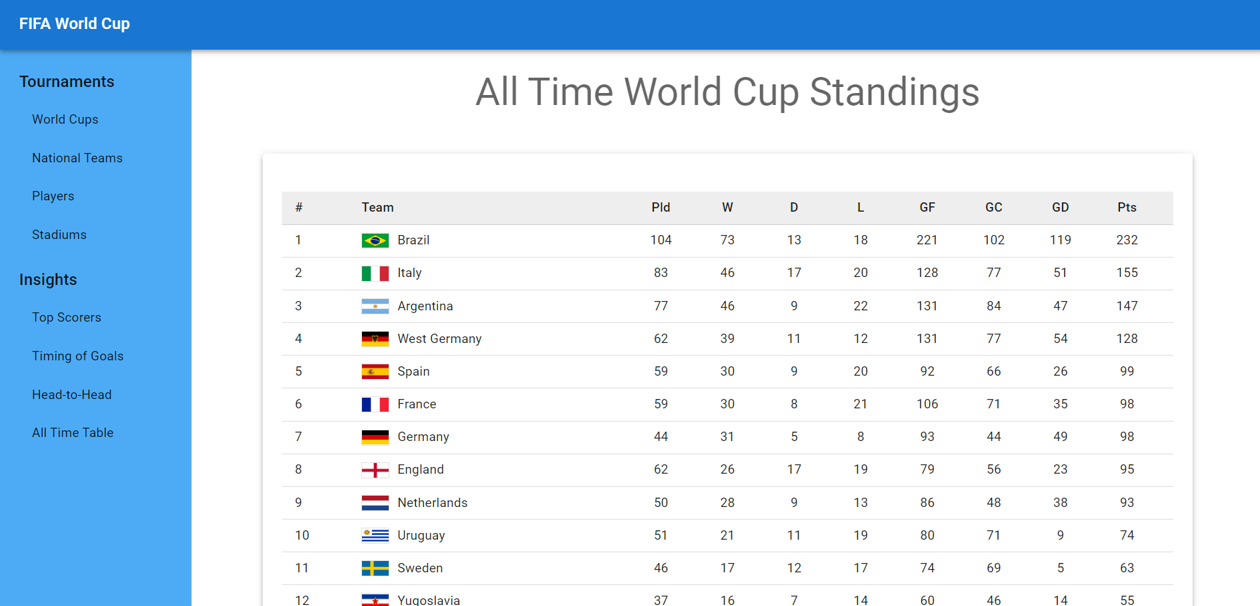 FIFA World Cup
Tournaments
World Cups
National Teams
Players
Stadiums
Insights
Top Scorers
Timing of Goals
Head-to-Head
All Time Table
All Time World Cup Standings
# Team Pld W D L GF GC GD Pts
1 Brazil 104 73 13 18 221 102 119 232
2 Italy 83 46 17 20 128 77 51 155
3 Argentina 77 46 9 22 131 84 47 147
4 West Germany 62 39 11 12 131 77 54 128
5 Spain 59 30 9 20 92 66 26 99
6 France 59 30 8 21 106 71 35 98
7 Germany 44 31 5 8 93 44 49 98
8 England 62 26 17 19 79 56 23 95
9 Netherlands 50 28 9 13 86 48 38 93
10 Uruguay 51 21 11 19 80 71 9 74
11 Sweden 46 17 12 17 74 69 5 63
12 Yugoslavia 37 16 7 14 60 46 14 55